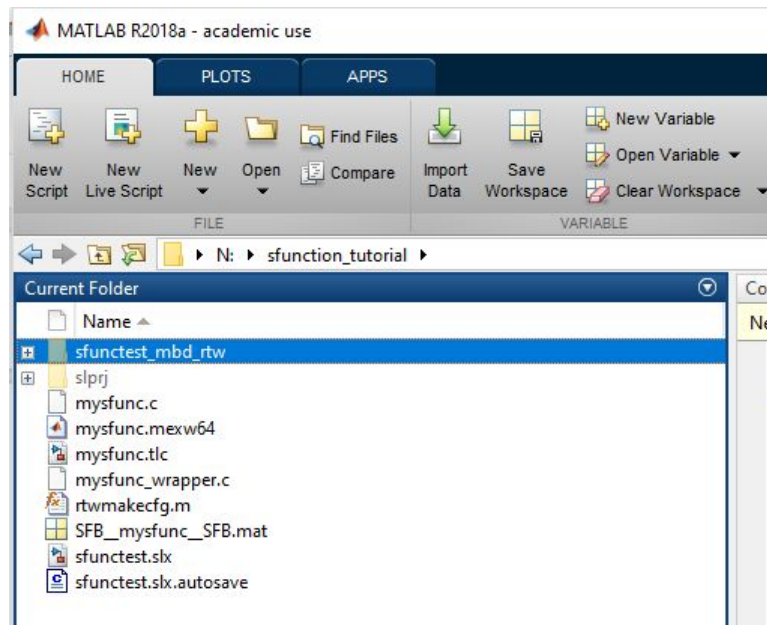 MATLAB R2018a - academic use
HOME PLOTS APPS
New Script
New Live Script
New
Open
Find Files
Compare
Import Data
Save Workspace
New Variable
Open Variable
Clear Workspace
FILE VARIABLE
N: sfunction_tutorial
Current Folder
Co
Name
Ne
sfunctest_mbd_rtw
slprj
mysfunc.c
mysfunc.mexw64
mysfunc.tlc
mysfunc_wrapper.c
rtwmakecfg.m
SFB__mysfunc__SFB.mat
sfunctest.slx
sfunctest.slx.autosave